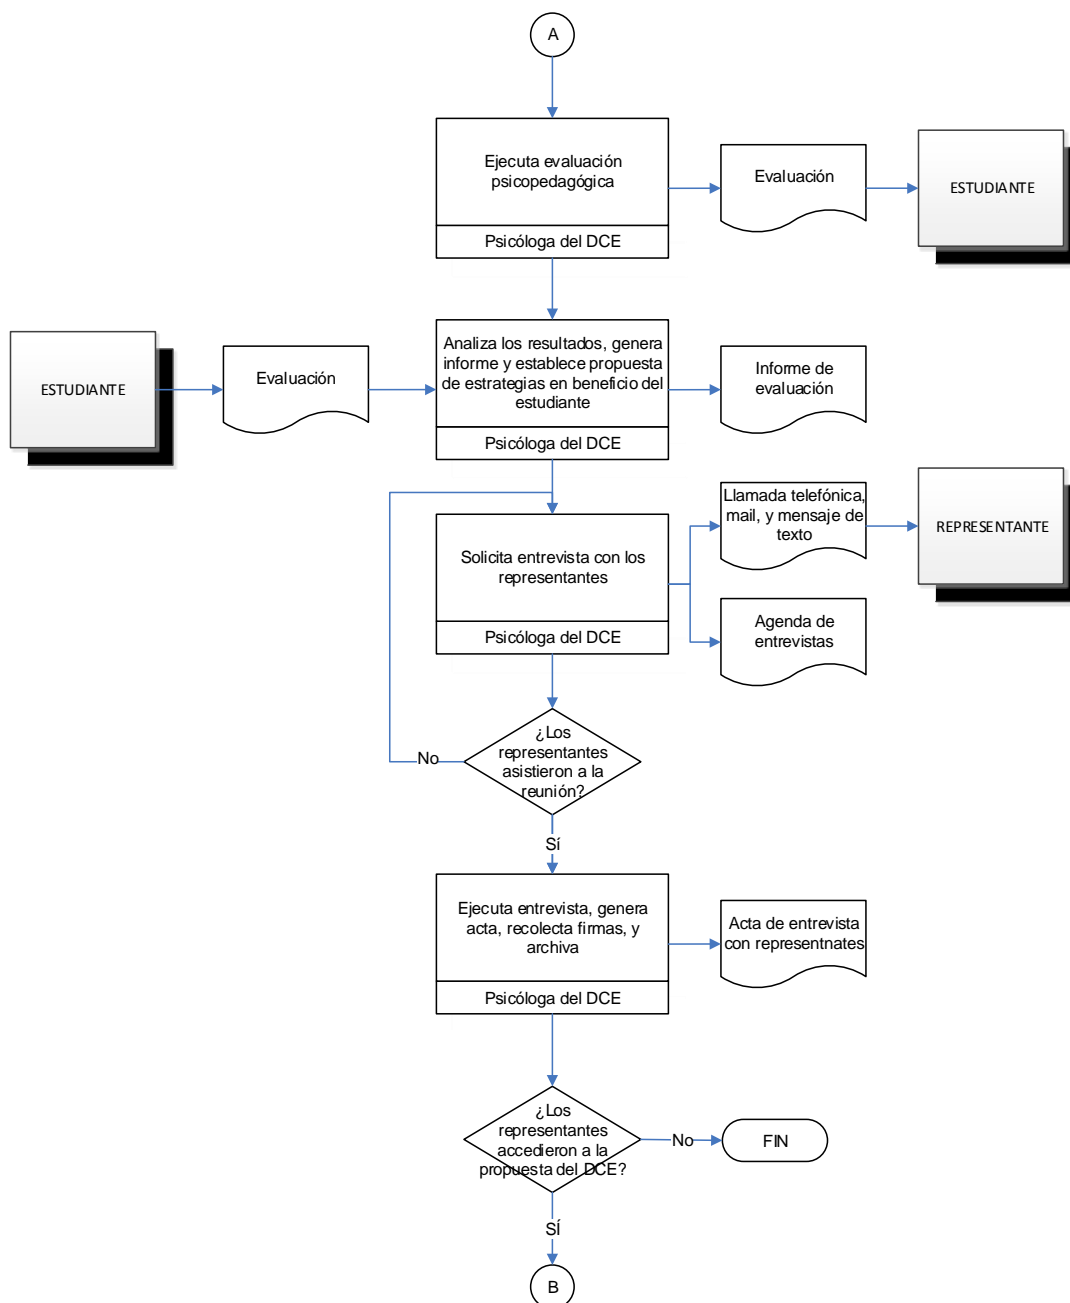 A
Ejecuta evaluación
psicopedagógica
Psicóloga del DCE
Evaluación
ESTUDIANTE
ESTUDIANTE
Evaluación
Analiza los resultados, genera
informe y establece propuesta
de estrategias en beneficio del
estudiante
Psicóloga del DCE
Informe de
evaluación
Solicita entrevista con los
representantes
Psicóloga del DCE
Llamada telefónica,
mail, y mensaje de
texto
REPRESENTANTE
Agenda de
entrevistas
¿Los
representantes
asistieron a la
reunión?
No
Sí
Ejecuta entrevista, genera
acta, recolecta firmas, y
archiva
Psicóloga del DCE
Acta de entrevista
con representnates
¿Los
representantes
accedieron a la
propuesta del DCE?
No
FIN
SÍ
B